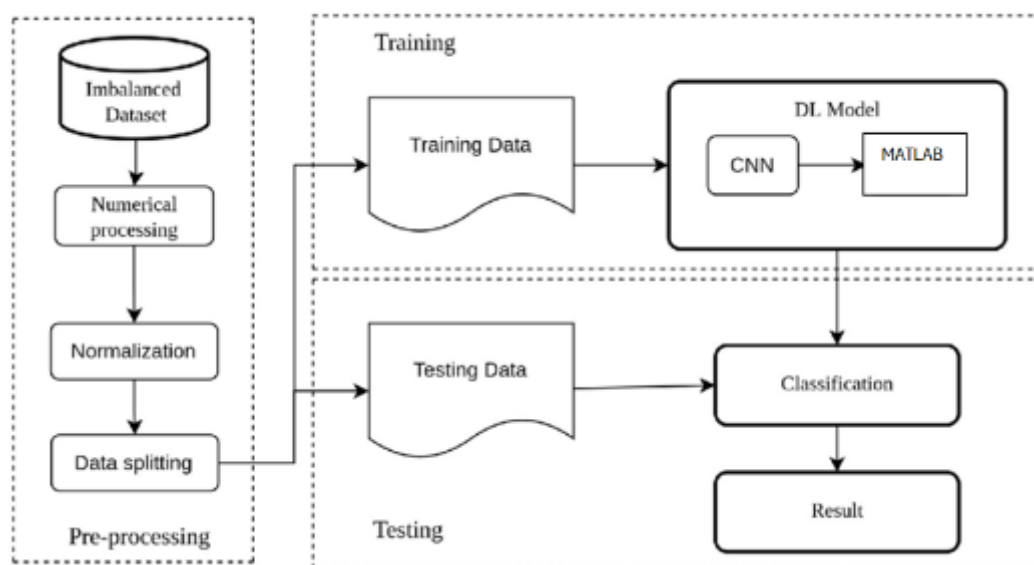 Imbalanced
Dataset
Numerical
processing
Normalization
Data splitting
Pre-processing
Training
Training Data
DL Model
CNN
MATLAB
Testing Data
Classification
Result
Testing